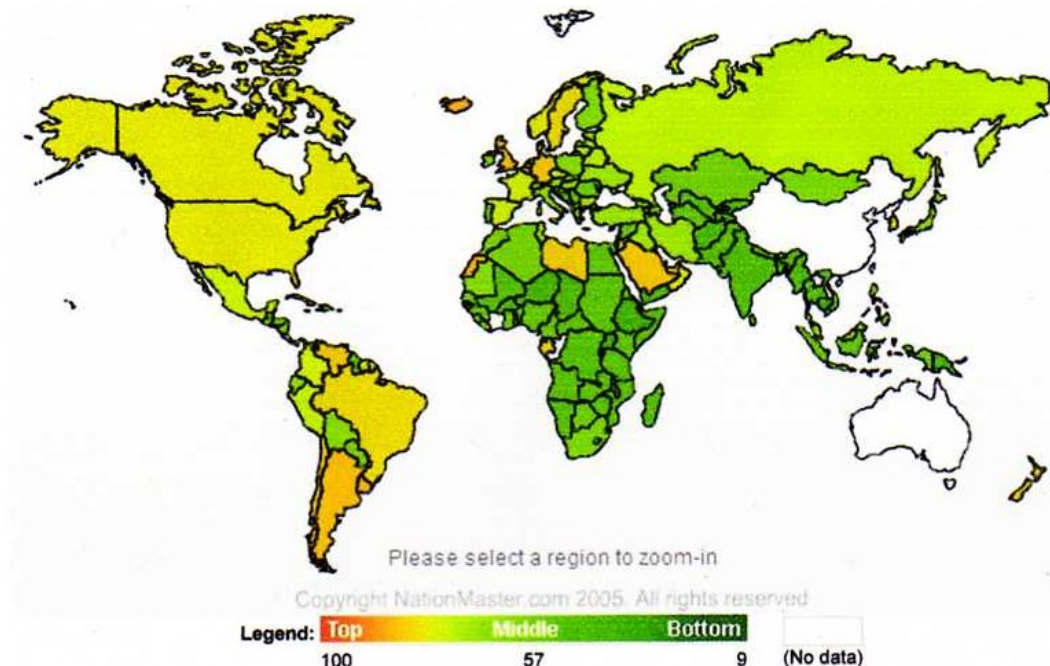 Please select a region to zoom-in
Copyright NationMaster.com 2005. All rights reserved
Legend: Top Middle Bottom
100 57 9 (No data)